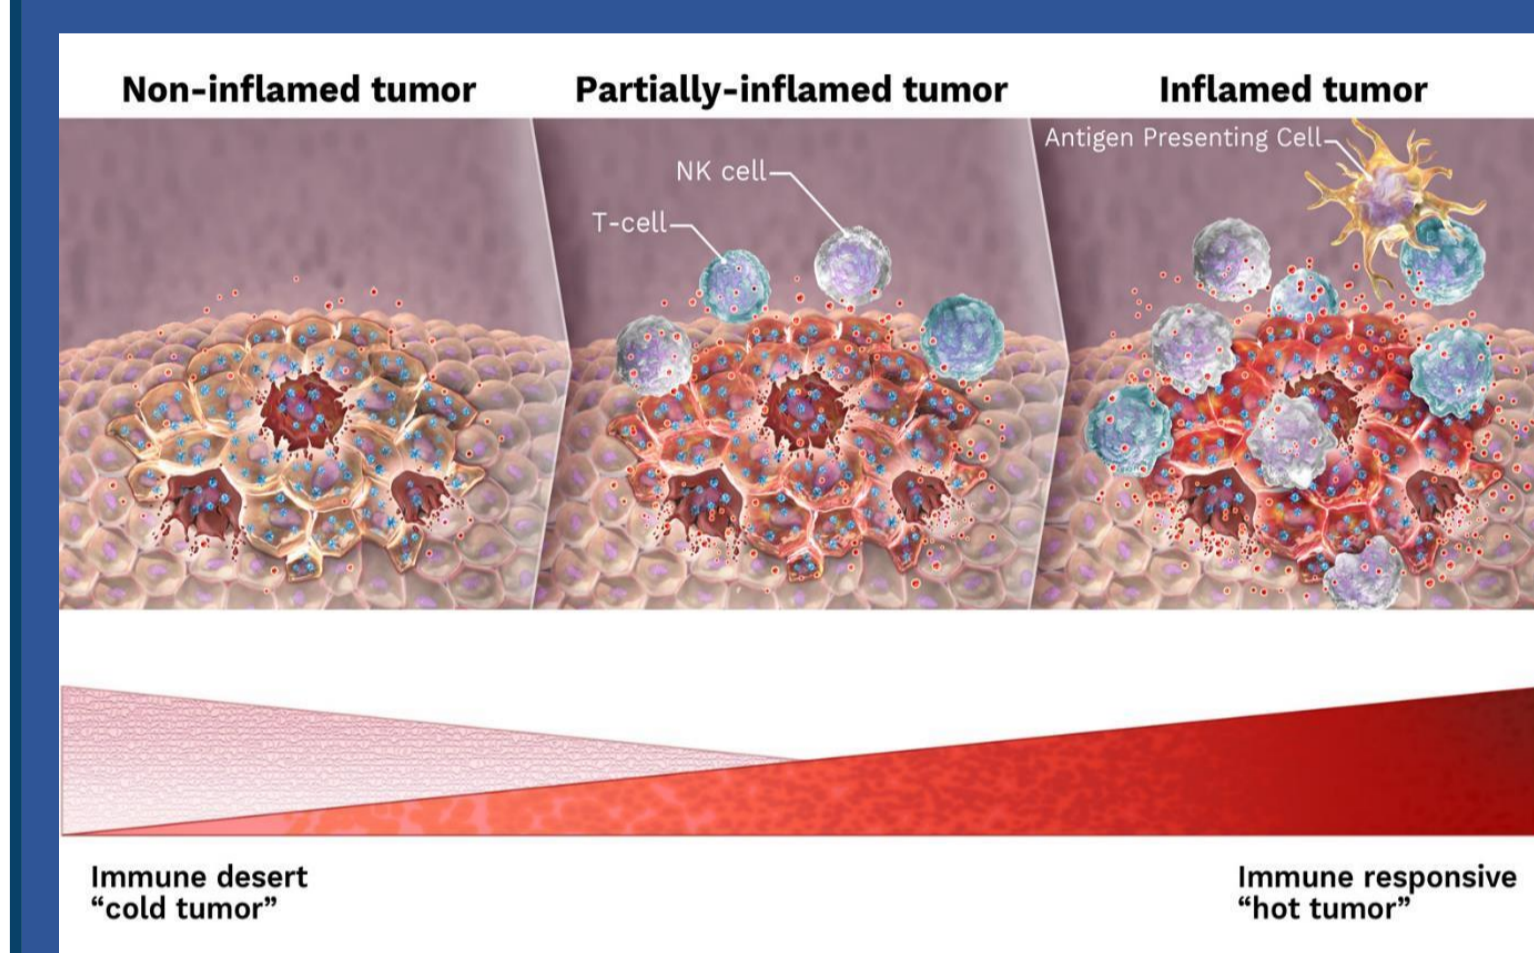 Non-inflamed tumor
Partially-inflamed tumor
Inflamed tumor
Antigen Presenting Cell
NK cell
T-cell
Immune desert
“cold tumor”
Immune responsive
“hot tumor”